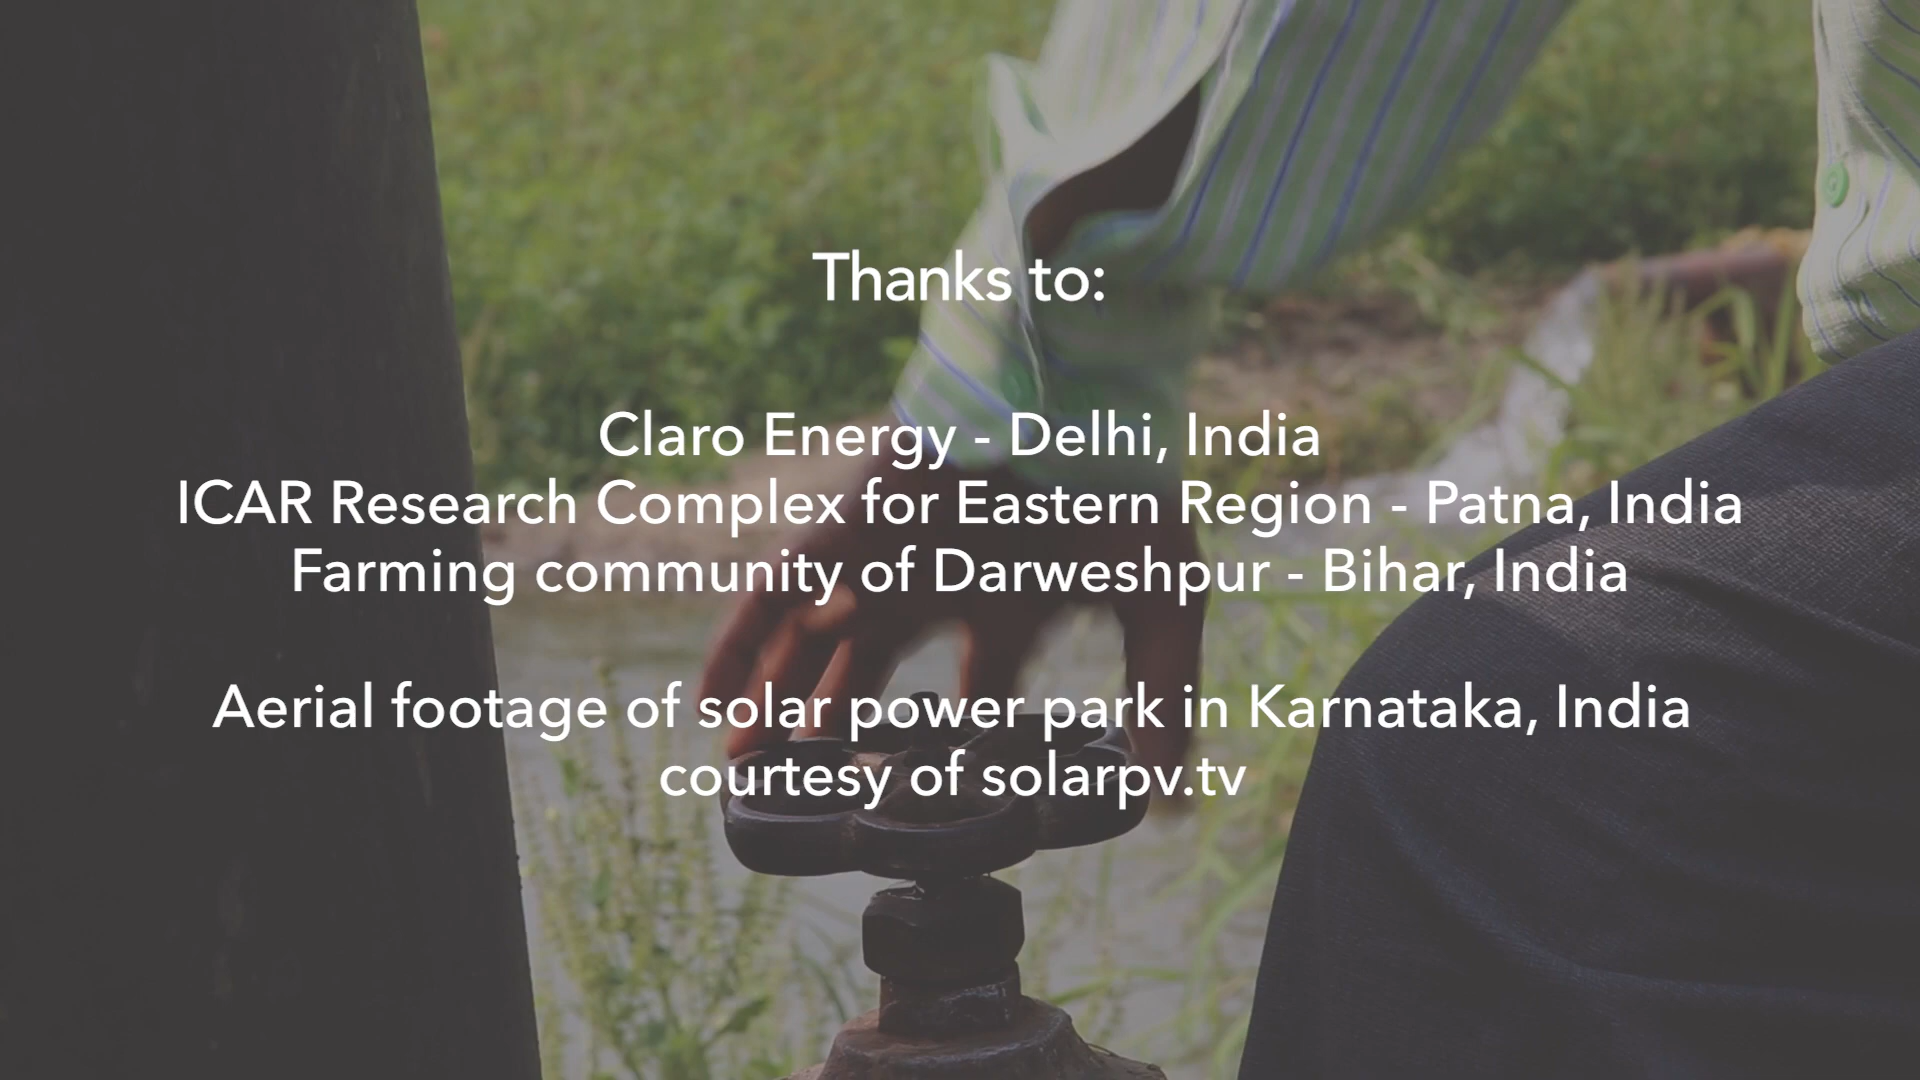 Thanks to:
Claro Energy - Delhi, India
ICAR Research Complex for Eastern Region - Patna, India
Farming community of Darweshpur - Bihar, India
Aerial footage of solar power park in Karnataka, India
courtesy of solarpv.tv